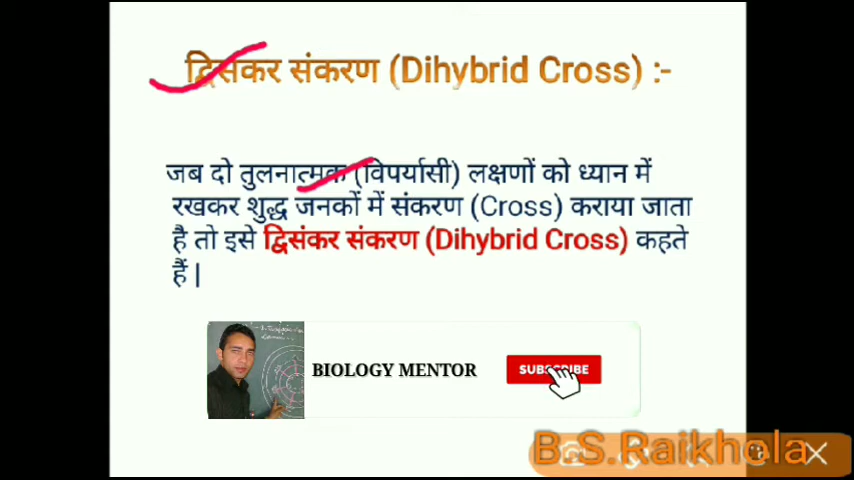 द्विसंकर संकरण (Dihybrid Cross) :-
जब दो तुलनात्मक (विपर्यासी) लक्षणों को ध्यान में
रखकर शुद्ध जनकों में संकरण (Cross) कराया जाता
है तो इसे द्विसंकर संकरण (Dihybrid Cross) कहते
हैं |
BIOLOGY MENTOR
SUBSCRIBE
B.S.Raikhola